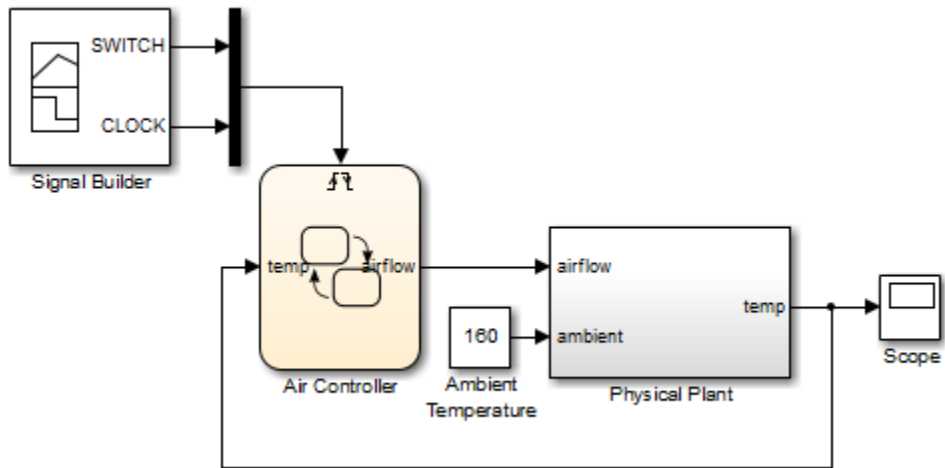 SWITCH
CLOCK
Signal Builder
temp
airflow
Air Controller
160
Ambient
Temperature
airflow
ambient
temp
Physical Plant
Scope